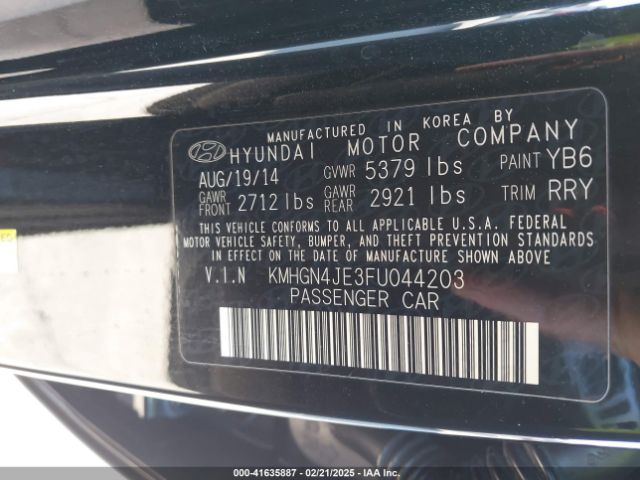 MANUFACTURED IN KOREA BY
HYUNDAI MOTOR COMPANY
AUG/19/14 GVWR 5379 lbs PAINT YB6
GAWR FRONT 2712 lbs GAWR REAR 2921 lbs TRIM RRY
THIS VEHICLE CONFORMS TO ALL APPLICABLE U.S.A. FEDERAL
MOTOR VEHICLE SAFETY, BUMPER, AND THEFT PREVENTION STANDARDS
IN EFFECT ON THE DATE OF MANUFACTURE SHOWN ABOVE
V.I.N KMHGN4JE3FU044203
PASSENGER CAR
000-41635887 - 02/21/2025 - IAA Inc.